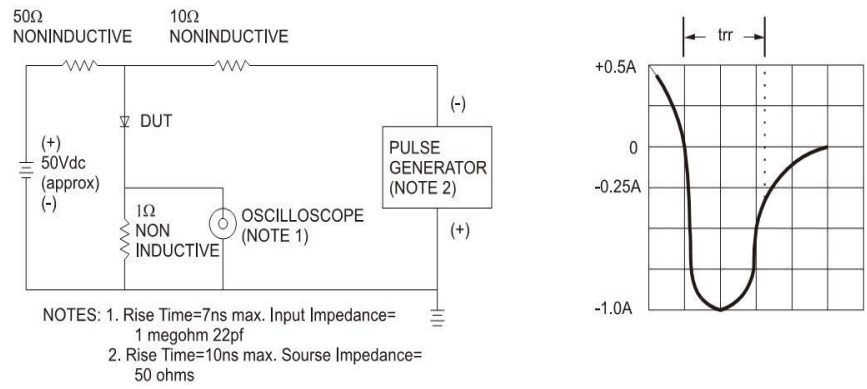 50Ω
NONINDUCTIVE
10Ω
NONINDUCTIVE
DUT
(+)
50Vdc
(approx)
(-)
1Ω
NON
INDUCTIVE
OSCILLOSCOPE
(NOTE 1)
(-)
PULSE
GENERATOR
(NOTE 2)
(+)
NOTES: 1. Rise Time=7ns max. Input Impedance=
1 megohm 22pf
2. Rise Time=10ns max. Sourse Impedance=
50 ohms
trr
+0.5A
0
-0.25A
-1.0A